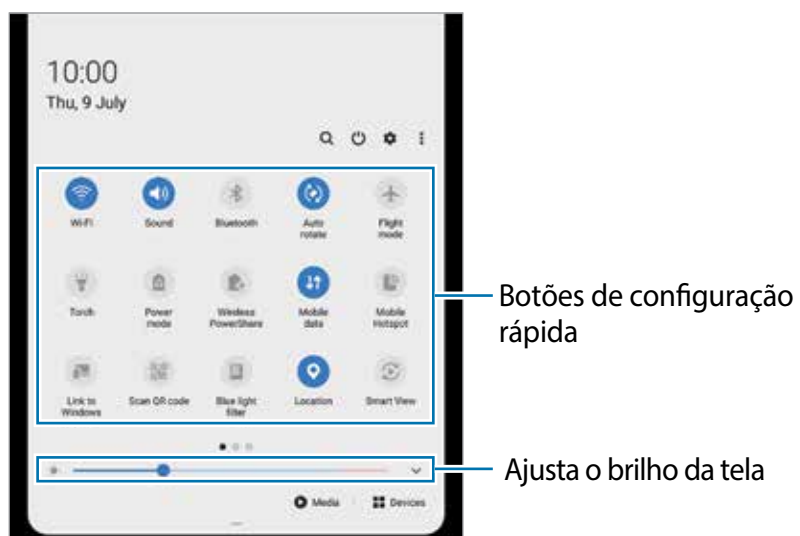 10:00
Thu, 9 July
Wi-Fi Sound Bluetooth Auto rotate Flight mode
Torch Power mode Wireless PowerShare Mobile data Mobile Hotspot
Botões de configuração
rápida
Link to Windows Scan QR code Blue light filter Location Smart View
Ajusta o brilho da tela
Media Devices